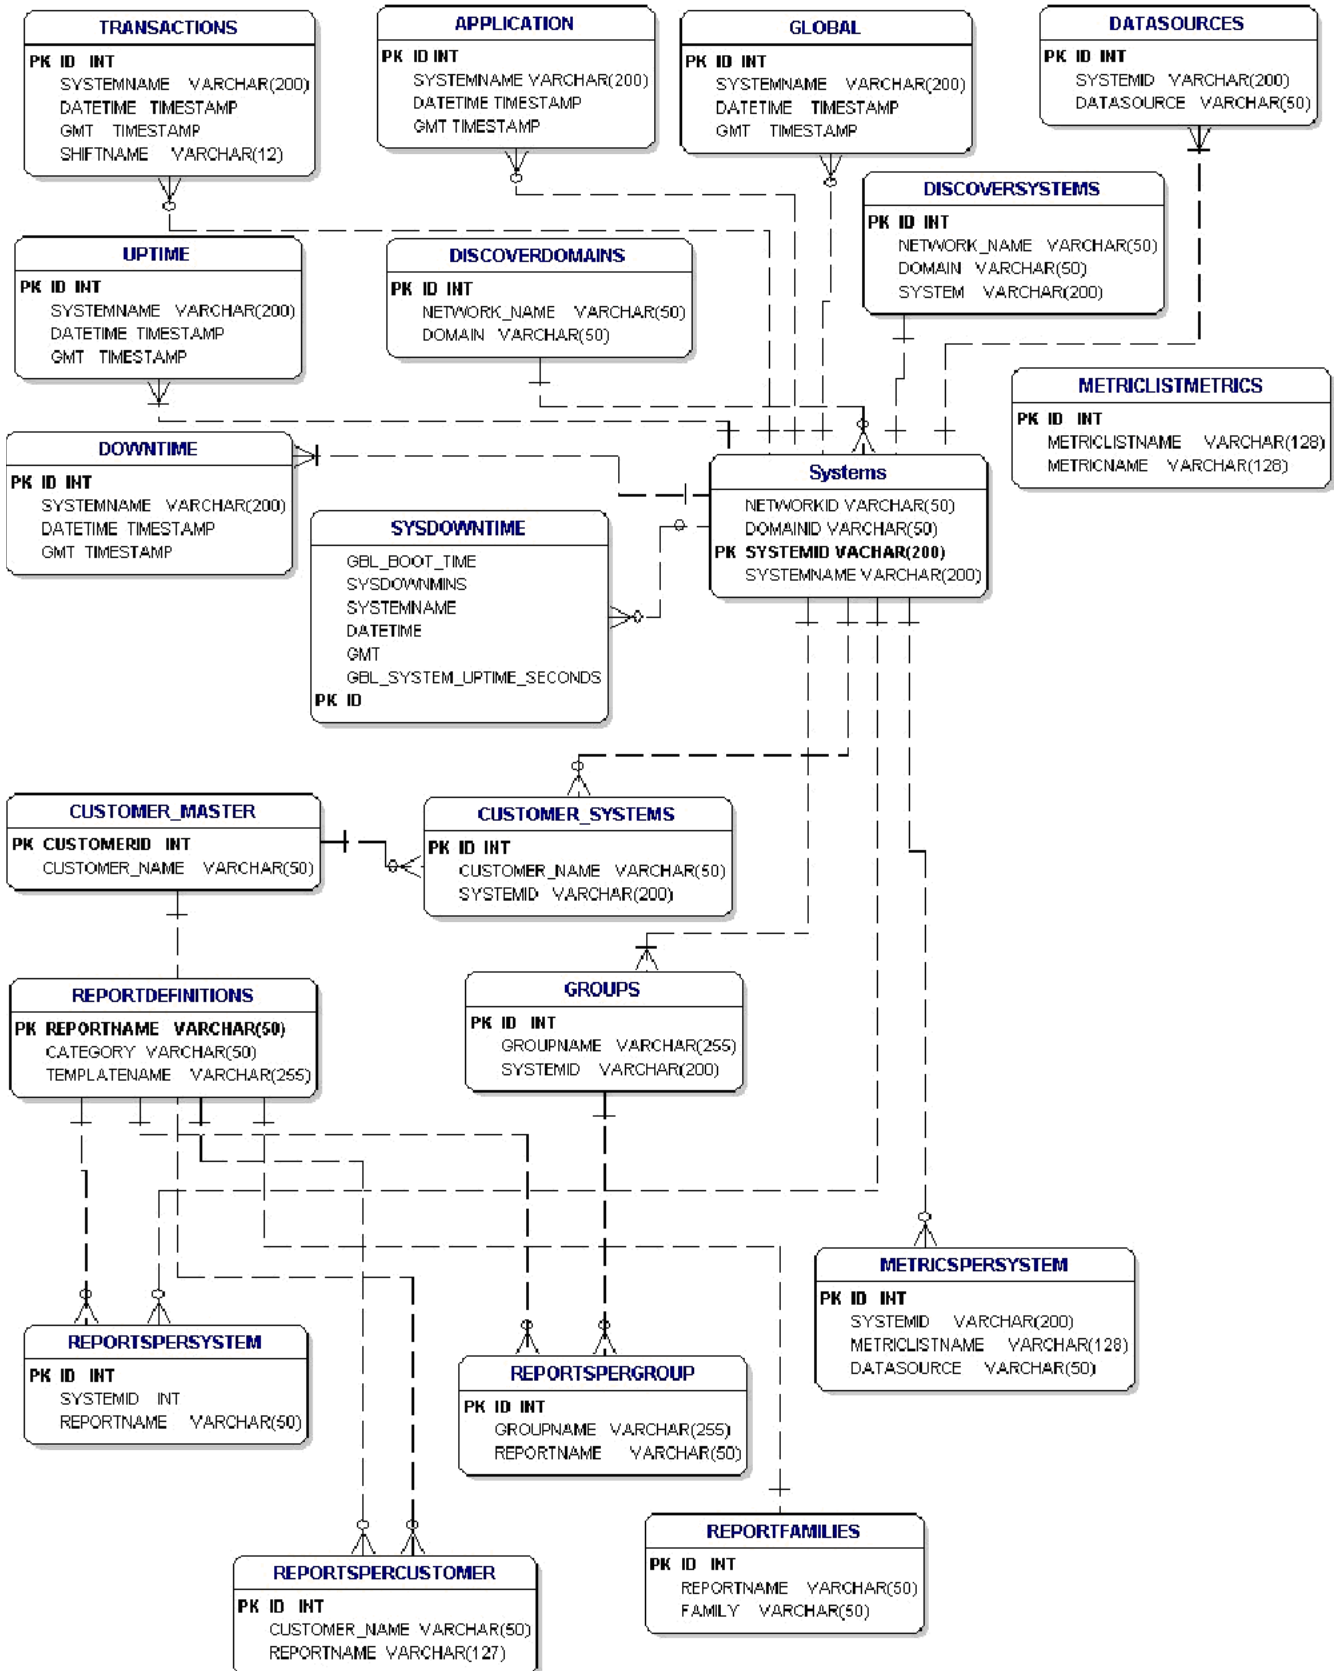 TRANSACTIONS
PK ID INT
SYSTEMNAME VARCHAR(200)
DATETIME TIMESTAMP
GMT TIMESTAMP
SHIFTNAME VARCHAR(12)
APPLICATION
PK ID INT
SYSTEMNAME VARCHAR(200)
DATETIME TIMESTAMP
GMT TIMESTAMP
GLOBAL
PK ID INT
SYSTEMNAME VARCHAR(200)
DATETIME TIMESTAMP
GMT TIMESTAMP
DATASOURCES
PK ID INT
SYSTEMID VARCHAR(200)
DATASOURCE VARCHAR(50)
DISCOVERSYSTEMS
PK ID INT
NETWORK_NAME VARCHAR(50)
DOMAIN VARCHAR(50)
SYSTEM VARCHAR(200)
UPTIME
PK ID INT
SYSTEMNAME VARCHAR(200)
DATETIME TIMESTAMP
GMT TIMESTAMP
DISCOVERDOMAINS
PK ID INT
NETWORK_NAME VARCHAR(50)
DOMAIN VARCHAR(50)
METRICLISTMETRICS
PK ID INT
METRICLISTNAME VARCHAR(128)
METRICNAME VARCHAR(128)
DOWNTIME
PK ID INT
SYSTEMNAME VARCHAR(200)
DATETIME TIMESTAMP
GMT TIMESTAMP
Systems
NETWORKID VARCHAR(50)
DOMAINID VARCHAR(50)
PK SYSTEMID VACHAR(200)
SYSTEMNAME VARCHAR(200)
SYSDOWNTIME
GBL_BOOT_TIME
SYSDOWNMINS
SYSTEMNAME
DATETIME
GMT
GBL_SYSTEM_UPTIME_SECONDS
PK ID
CUSTOMER_MASTER
PK CUSTOMERID INT
CUSTOMER_NAME VARCHAR(50)
CUSTOMER_SYSTEMS
PK ID INT
CUSTOMER_NAME VARCHAR(50)
SYSTEMID VARCHAR(200)
REPORTDEFINITIONS
PK REPORTNAME VARCHAR(50)
CATEGORY VARCHAR(50)
TEMPLATENAME VARCHAR(255)
GROUPS
PK ID INT
GROUPNAME VARCHAR(255)
SYSTEMID VARCHAR(200)
METRICSPERSYSTEM
PK ID INT
SYSTEMID VARCHAR(200)
METRICLISTNAME VARCHAR(128)
DATASOURCE VARCHAR(50)
REPORTSPERSYSTEM
PK ID INT
SYSTEMID INT
REPORTNAME VARCHAR(50)
REPORTSPERGROUP
PK ID INT
GROUPNAME VARCHAR(255)
REPORTNAME VARCHAR(50)
REPORTFAMILIES
PK ID INT
REPORTNAME VARCHAR(50)
FAMILY VARCHAR(50)
REPORTSPERCUSTOMER
PK ID INT
CUSTOMER_NAME VARCHAR(50)
REPORTNAME VARCHAR(127)